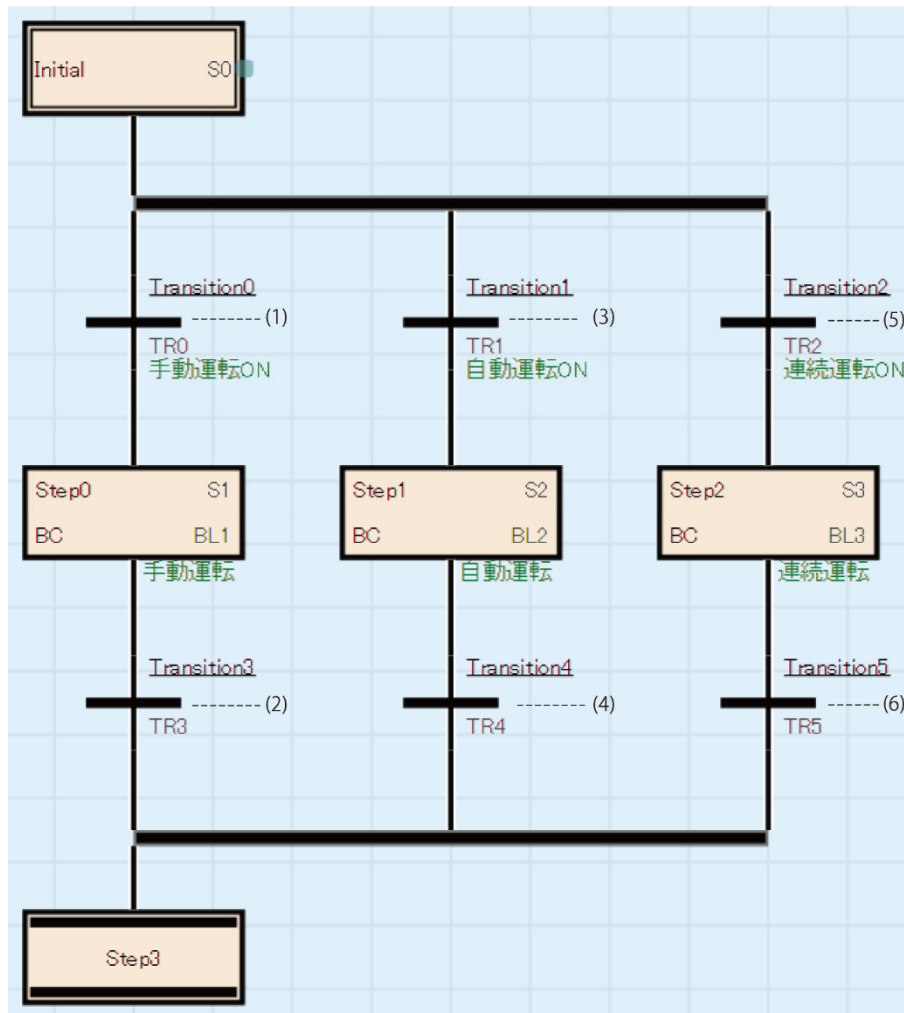 Initial S0
Transition0 Transition1 Transition2
(1) (3) (5)
TR0 TR1 TR2
手動運転ON 自動運転ON 連続運転ON
Step0 S1 Step1 S2 Step2 S3
BC BL1 BC BL2 BC BL3
手動運転 自動運転 連続運転
Transition3 Transition4 Transition5
(2) (4) (6)
TR3 TR4 TR5
Step3